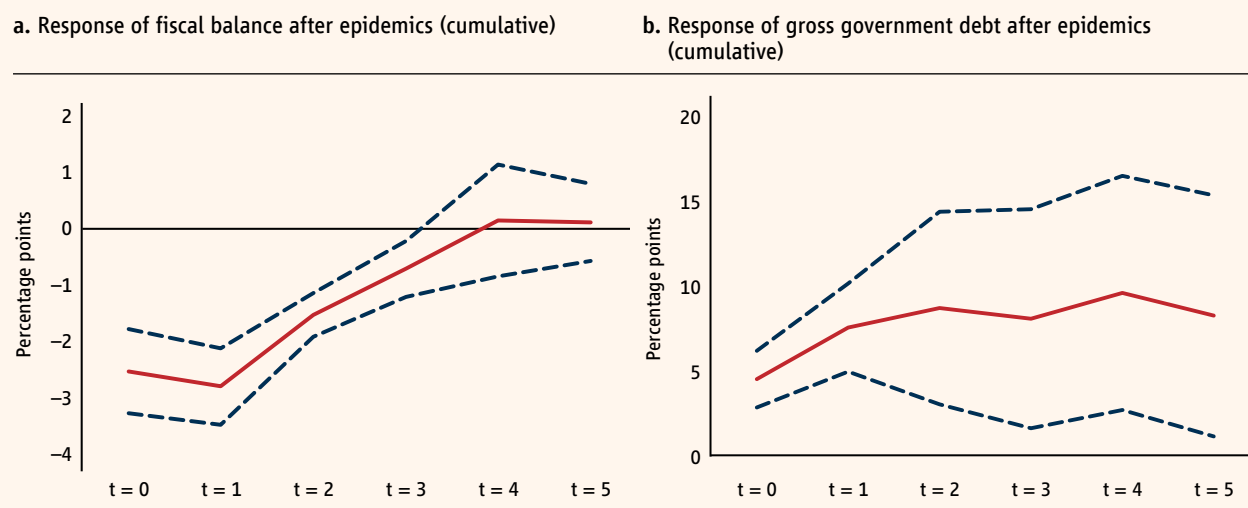 a. Response of fiscal balance after epidemics (cumulative)
b. Response of gross government debt after epidemics
(cumulative)
Percentage points
2
1
0
–1
–2
–3
–4
t = 0 t = 1 t = 2 t = 3 t = 4 t = 5
Percentage points
20
15
10
5
0
t = 0 t = 1 t = 2 t = 3 t = 4 t = 5